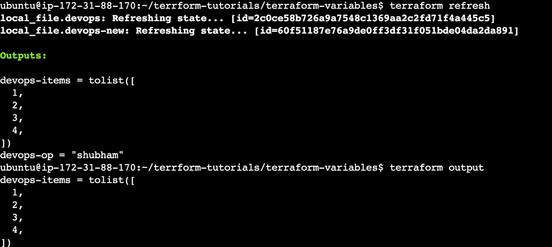 ubuntu@ip-172-31-88-170:~/terrform-tutorials/terraform-variables$ terraform refresh
local_file.devops: Refreshing state... [id=2c0ce58b726a9a7548c1369aa2c2fd71f4a445c5]
local_file.devops-new: Refreshing state... [id=60f51187e76a9de0ff3df31f051bde04da2da891]
Outputs:
devops-items = tolist([
  1,
  2,
  3,
  4,
])
devops-op = "shubham"
ubuntu@ip-172-31-88-170:~/terrform-tutorials/terraform-variables$ terraform output
devops-items = tolist([
  1,
  2,
  3,
  4,
])